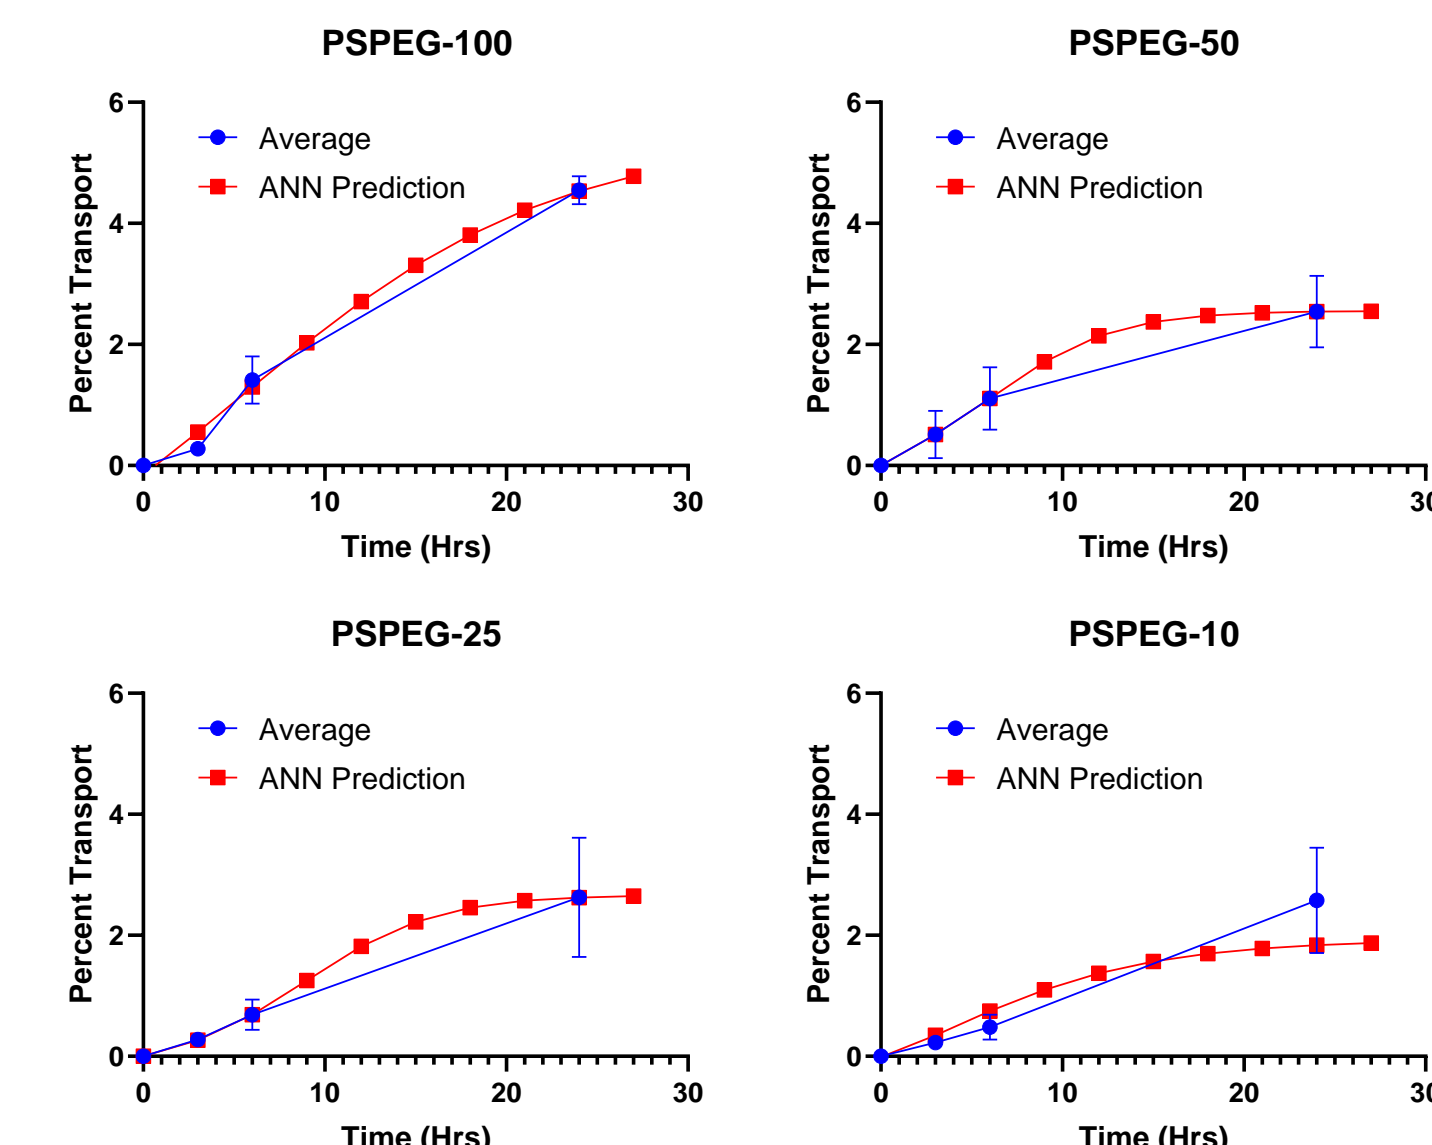 PSPEG-100
6
4
2
0
Percent Transport
Average
ANN Prediction
0 10 20 30
Time (Hrs)
PSPEG-50
6
4
2
0
Percent Transport
Average
ANN Prediction
0 10 20 30
Time (Hrs)
PSPEG-25
6
4
2
0
Percent Transport
Average
ANN Prediction
0 10 20 30
Time (Hrs)
PSPEG-10
6
4
2
0
Percent Transport
Average
ANN Prediction
0 10 20 30
Time (Hrs)